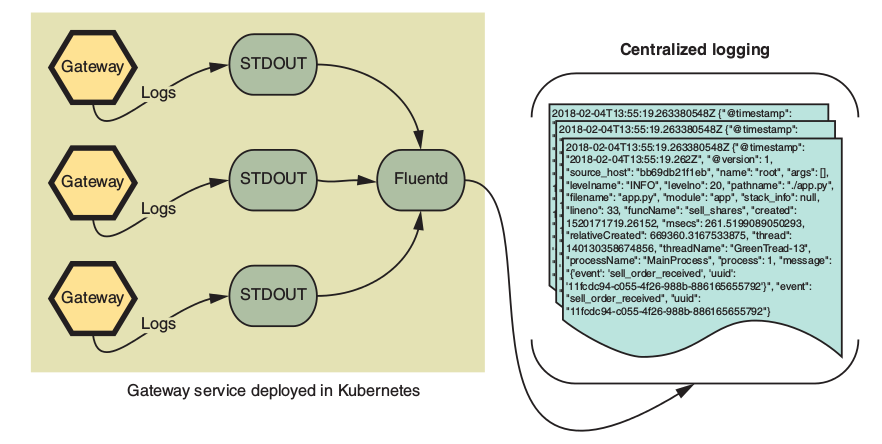 Gateway
Logs
STDOUT
Gateway
Logs
STDOUT
Gateway
Logs
STDOUT
Fluentd
Gateway service deployed in Kubernetes
Centralized logging
2018-02-04T13:55:19.263380548Z {"@timestamp":
2018-02-04T13:55:19.263380548Z {"@timestamp":
2018-02-04T13:55:19.263380548Z {"@timestamp":
"2018-02-04T13:55:19.262Z", "@version": 1,
"source_host": "bb69db21f1eb", "name": "root", "args": [],
"levelname": "INFO", "levelno": 20, "pathname": "./app.py",
"filename": "app.py", "module": "app", "stack_info": null,
"lineno": 33, "funcName": "sell_shares", "created":
1520171719.26152, "msecs": 261.5199089050293,
"relativeCreated": 669360.3167533875, "thread":
140130358674856, "threadName": "GreenTread-13",
"processName": "MainProcess", "process": 1, "message":
"{'event': 'sell_order_received', 'uuid':
'11fcdc94-c055-4f26-988b-886165655792'}", "event":
"sell_order_received", "uuid":
"11fcdc94-c055-4f26-988b-886165655792"}